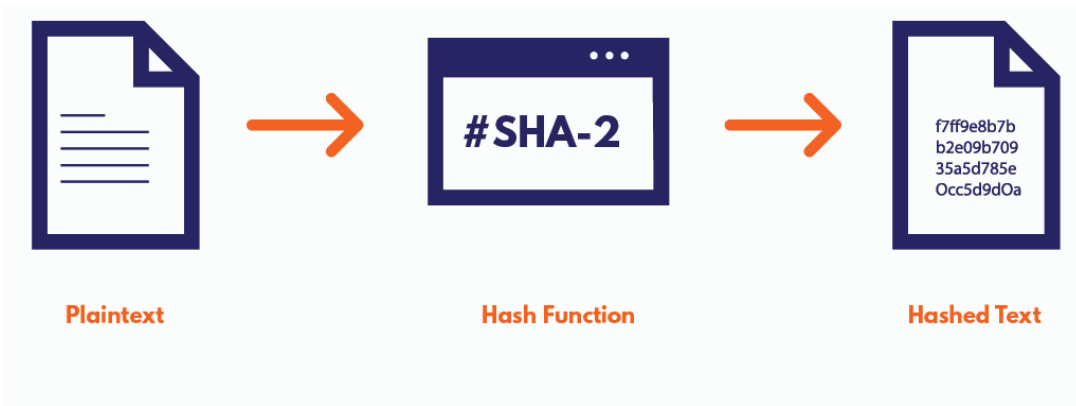 #SHA-2
f7ff9e8b7b
b2e09b709
35a5d785e
Occ5d9dOa
Plaintext
Hash Function
Hashed Text